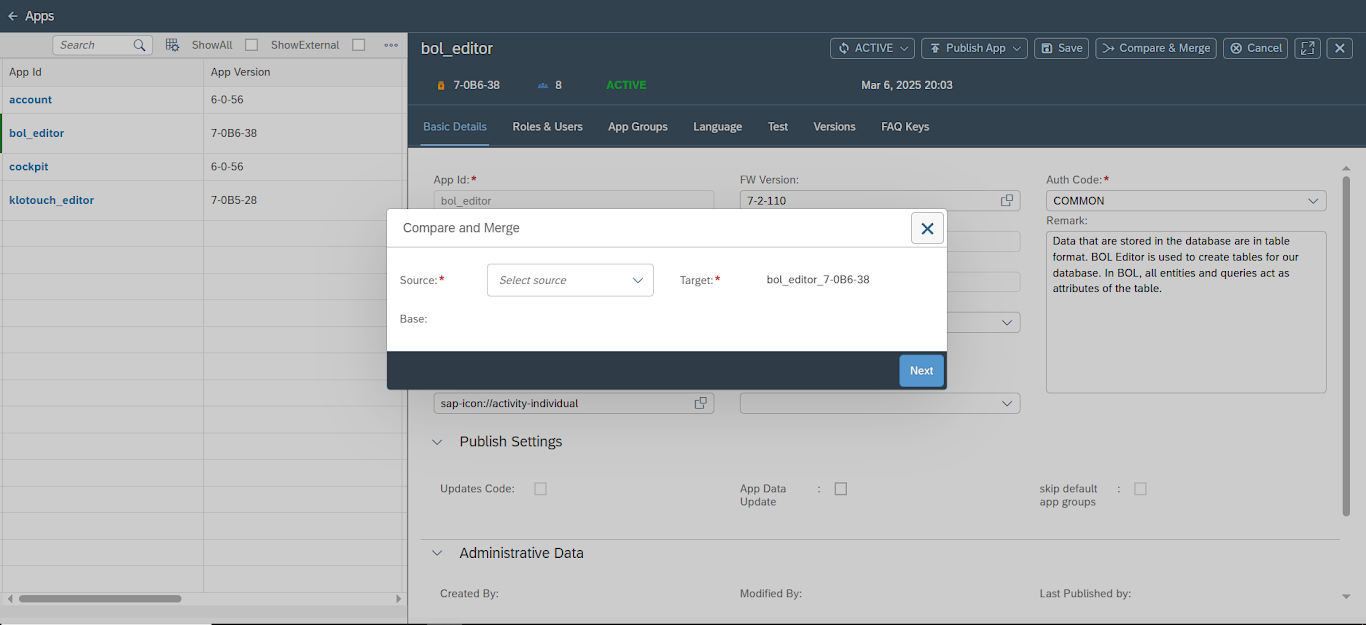 Apps
Search
ShowAll
ShowExternal
App Id
App Version
account
6-0-56
bol_editor
7-0B6-38
cockpit
6-0-56
klotouch_editor
7-0B5-28
bol_editor
ACTIVE
Publish App
Save
Compare & Merge
Cancel
7-0B6-38
8
ACTIVE
Mar 6, 2025 20:03
Basic Details
Roles & Users
App Groups
Language
Test
Versions
FAQ Keys
App Id:*
bol_editor
FW Version:
7-2-110
Auth Code:*
COMMON
Remark:
Data that are stored in the database are in table
format. BOL Editor is used to create tables for our
database. In BOL, all entities and queries act as
attributes of the table.
Compare and Merge
Source:*
Select source
Target:*
bol_editor_7-0B6-38
Base:
Next
sap-icon://activity-individual
Publish Settings
Updates Code:
App Data
Update
:
skip default
app groups
:
Administrative Data
Created By:
Modified By:
Last Published by: